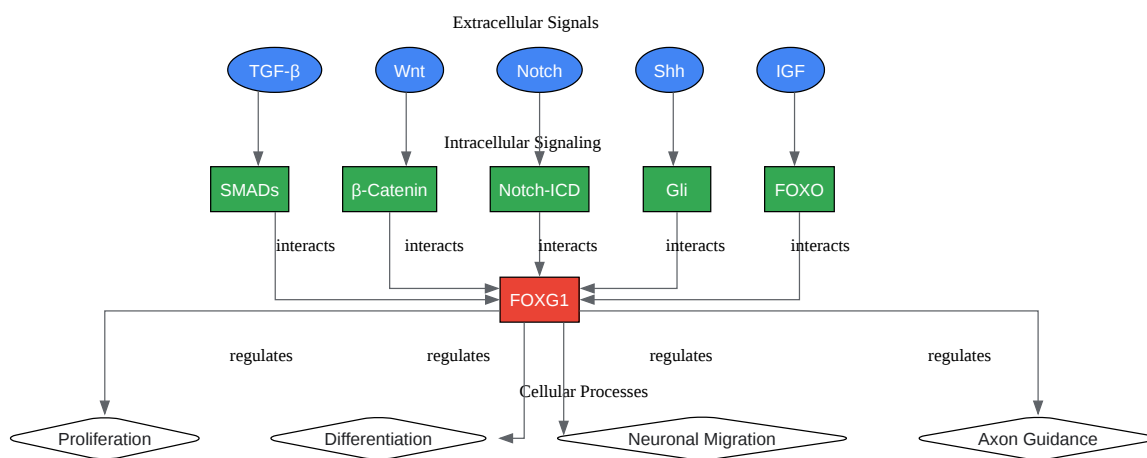 Extracellular Signals
TGF-β
Wnt
Notch
Shh
IGF
Intracellular Signaling
SMADs
β-Catenin
Notch-ICD
Gli
FOXO
interacts
interacts
interacts
interacts
interacts
FOXG1
regulates
regulates
regulates
regulates
Cellular Processes
Proliferation
Differentiation
Neuronal Migration
Axon Guidance